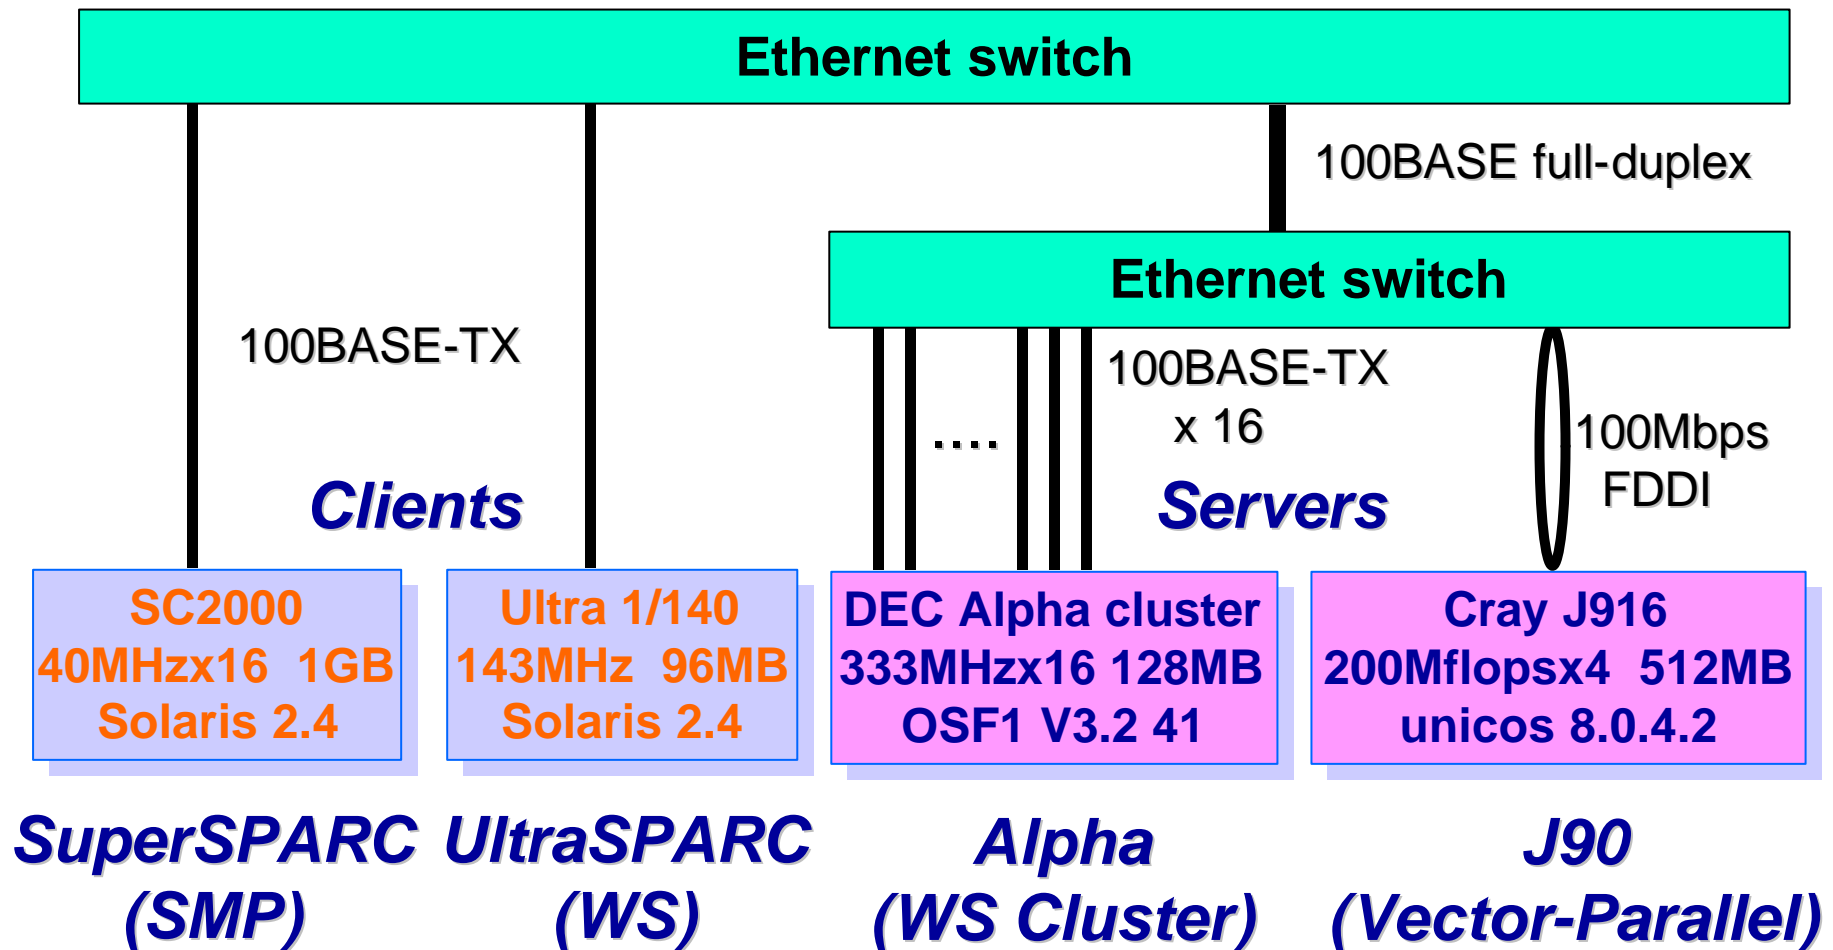 Ethernet switch
100BASE full-duplex
Ethernet switch
100BASE-TX
100BASE-TX
x 16
....
100Mbps
FDDI
Clients
Servers
SC2000
40MHzx16 1GB
Solaris 2.4
Ultra 1/140
143MHz 96MB
Solaris 2.4
DEC Alpha cluster
333MHzx16 128MB
OSF1 V3.2 41
Cray J916
200Mflopsx4 512MB
unicos 8.0.4.2
SuperSPARC
(SMP)
UltraSPARC
(WS)
Alpha
(WS Cluster)
J90
(Vector-Parallel)